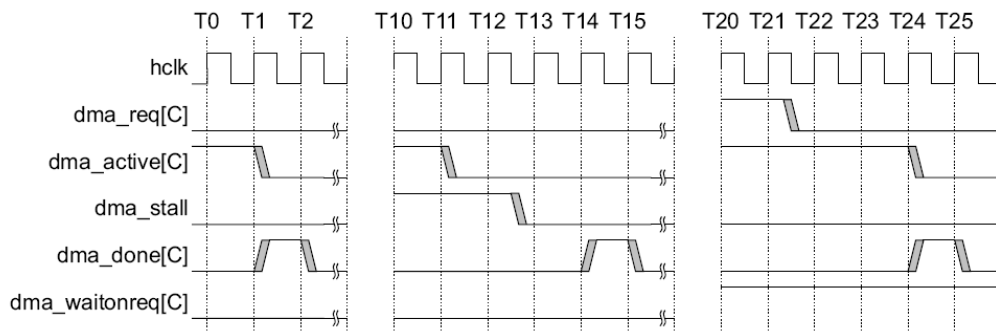 T0 T1 T2 T10 T11 T12 T13 T14 T15 T20 T21 T22 T23 T24 T25
hclk
dma_req[C]
dma_active[C]
dma_stall
dma_done[C]
dma_waitonreq[C]